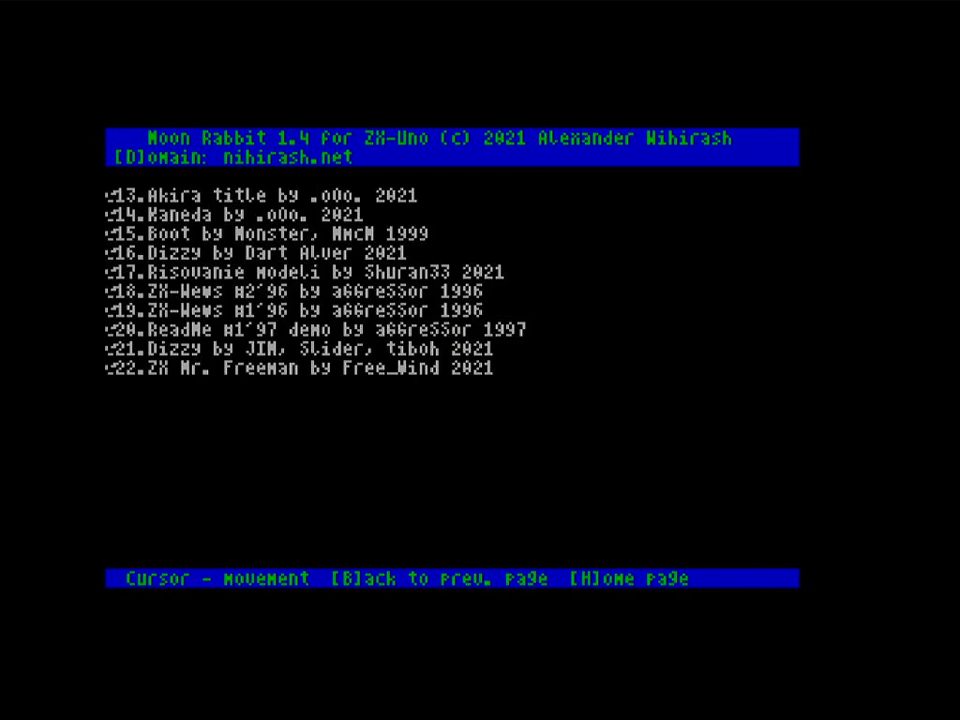 Moon Rabbit 1.4 for ZX-Uno (c) 2021 Alexander Nihirash
[D]omain: nihirash.net
13.Akira title by .oOo. 2021
14.Kaneda by .oOo. 2021
15.Boot by Monster, MmcM 1999
16.Dizzy by Dart Alver 2021
17.Risovanie modeli by Shuran33 2021
18.ZX-News #2'96 by aGGreSSor 1996
19.ZX-News #1'96 by aGGreSSor 1996
20.ReadMe #1'97 demo by aGGreSSor 1997
21.Dizzy by JIM, Slider, tiboh 2021
22.ZX Mr. Freeman by Free_Wind 2021
Cursor - movement [B]ack to prev. page [H]ome page